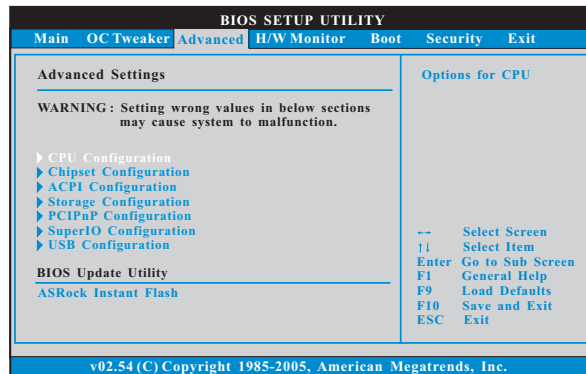 BIOS SETUP UTILITY
Main OC Tweaker Advanced H/W Monitor Boot Security Exit
Advanced Settings
WARNING : Setting wrong values in below sections
may cause system to malfunction.
CPU Configuration
Chipset Configuration
ACPI Configuration
Storage Configuration
PCIPnP Configuration
SuperIO Configuration
USB Configuration
BIOS Update Utility
ASRock Instant Flash
Options for CPU
←→ Select Screen
↑↓ Select Item
Enter Go to Sub Screen
F1 General Help
F9 Load Defaults
F10 Save and Exit
ESC Exit
v02.54 (C) Copyright 1985-2005, American Megatrends, Inc.